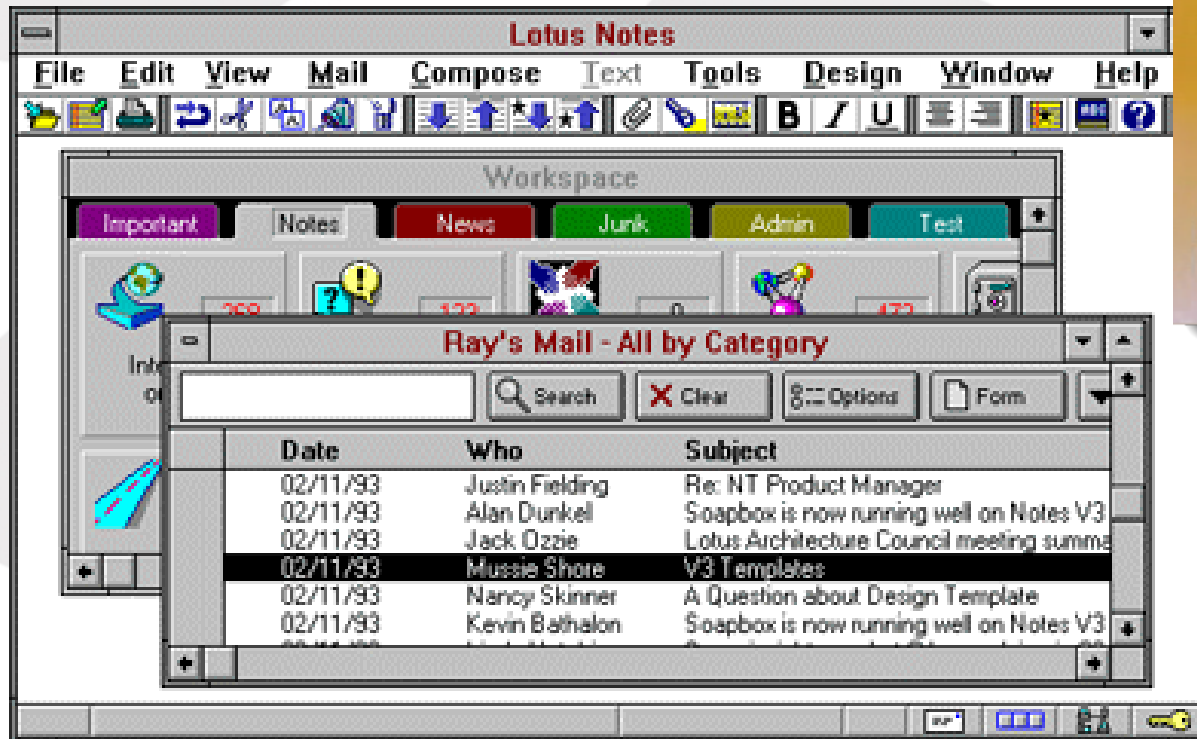 Lotus Notes
File Edit View Mail Compose Text Tools Design Window Help
B I U
Workspace
Important Notes News Junk Admin Test
Ray's Mail - All by Category
Search Clear Options Form
Date Who Subject
02/11/93 Justin Fielding Re: NT Product Manager
02/11/93 Alan Dunkel Soapbox is now running well on Notes V3
02/11/93 Jack Ozzie Lotus Architecture Council meeting summa
02/11/93 Mussie Shore V3 Templates
02/11/93 Nancy Skinner A Question about Design Template
02/11/93 Kevin Bathalon Soapbox is now running well on Notes V3